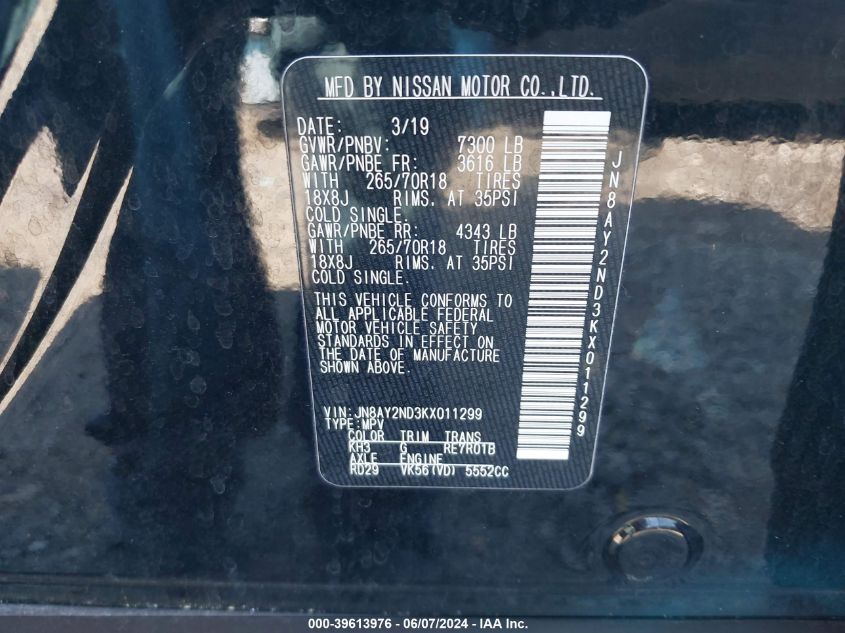 MFD BY NISSAN MOTOR CO.,LTD.
DATE: 3/19
GVWR/PNBV: 7300 LB
GAWR/PNBE FR: 3616 LB
WITH 265/70R18 TIRES
18X8J RIMS. AT 35PSI
COLD SINGLE.
GAWR/PNBE RR: 4343 LB
WITH 265/70R18 TIRES
18X8J RIMS. AT 35PSI
COLD SINGLE.
THIS VEHICLE CONFORMS TO
ALL APPLICABLE FEDERAL
MOTOR VEHICLE SAFETY
STANDARDS IN EFFECT ON
THE DATE OF MANUFACTURE
SHOWN ABOVE.
VIN:JN8AY2ND3KX011299
TYPE:MPV
COLOR TRIM TRANS
KH3 G RE7R01B
AXLE ENGINE
RD29 VK56(VD) 5552CC
JN8AY2ND3KX011299
000-39613976 - 06/07/2024 - IAA Inc.